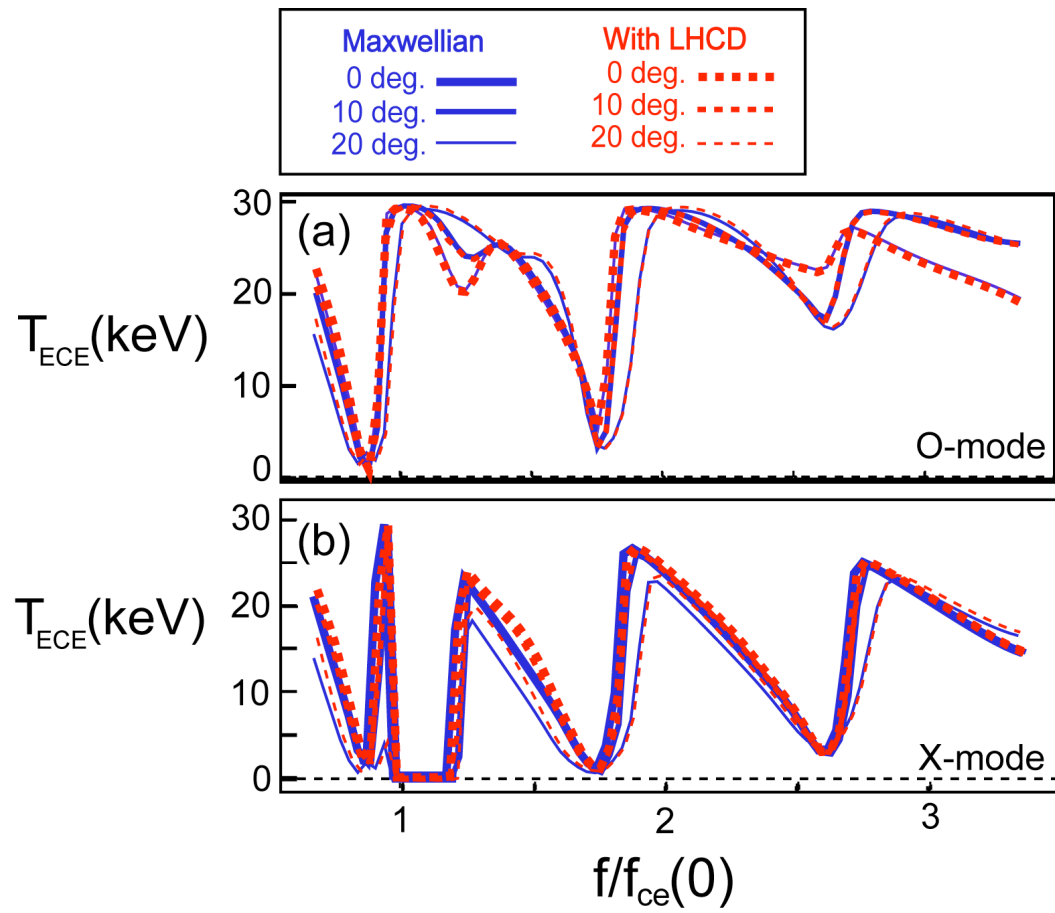 Maxwellian With LHCD
0 deg. 0 deg.
10 deg. 10 deg.
20 deg. 20 deg.
30
(a)
20
T_ECE(keV)
10
O-mode
0
30
(b)
20
T_ECE(keV)
10
X-mode
0
1 2 3
f/f_ce(0)